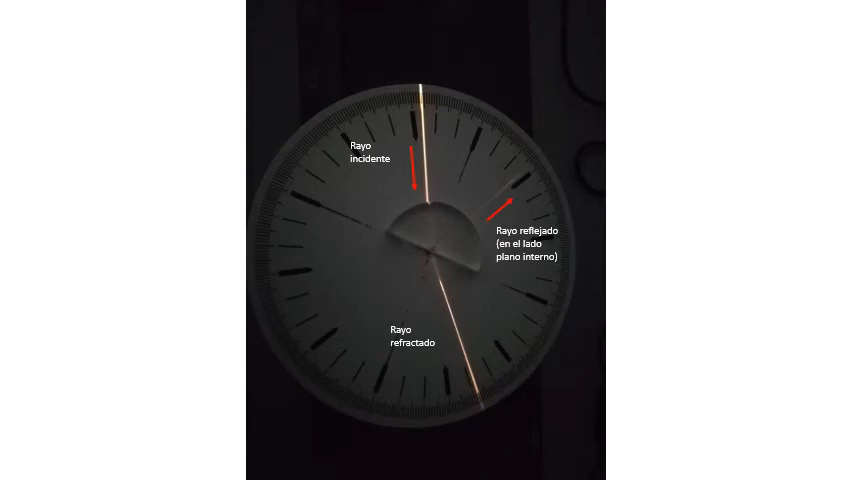 Rayo
incidente
Rayo reflejado
(en el lado
plano interno)
Rayo
refractado